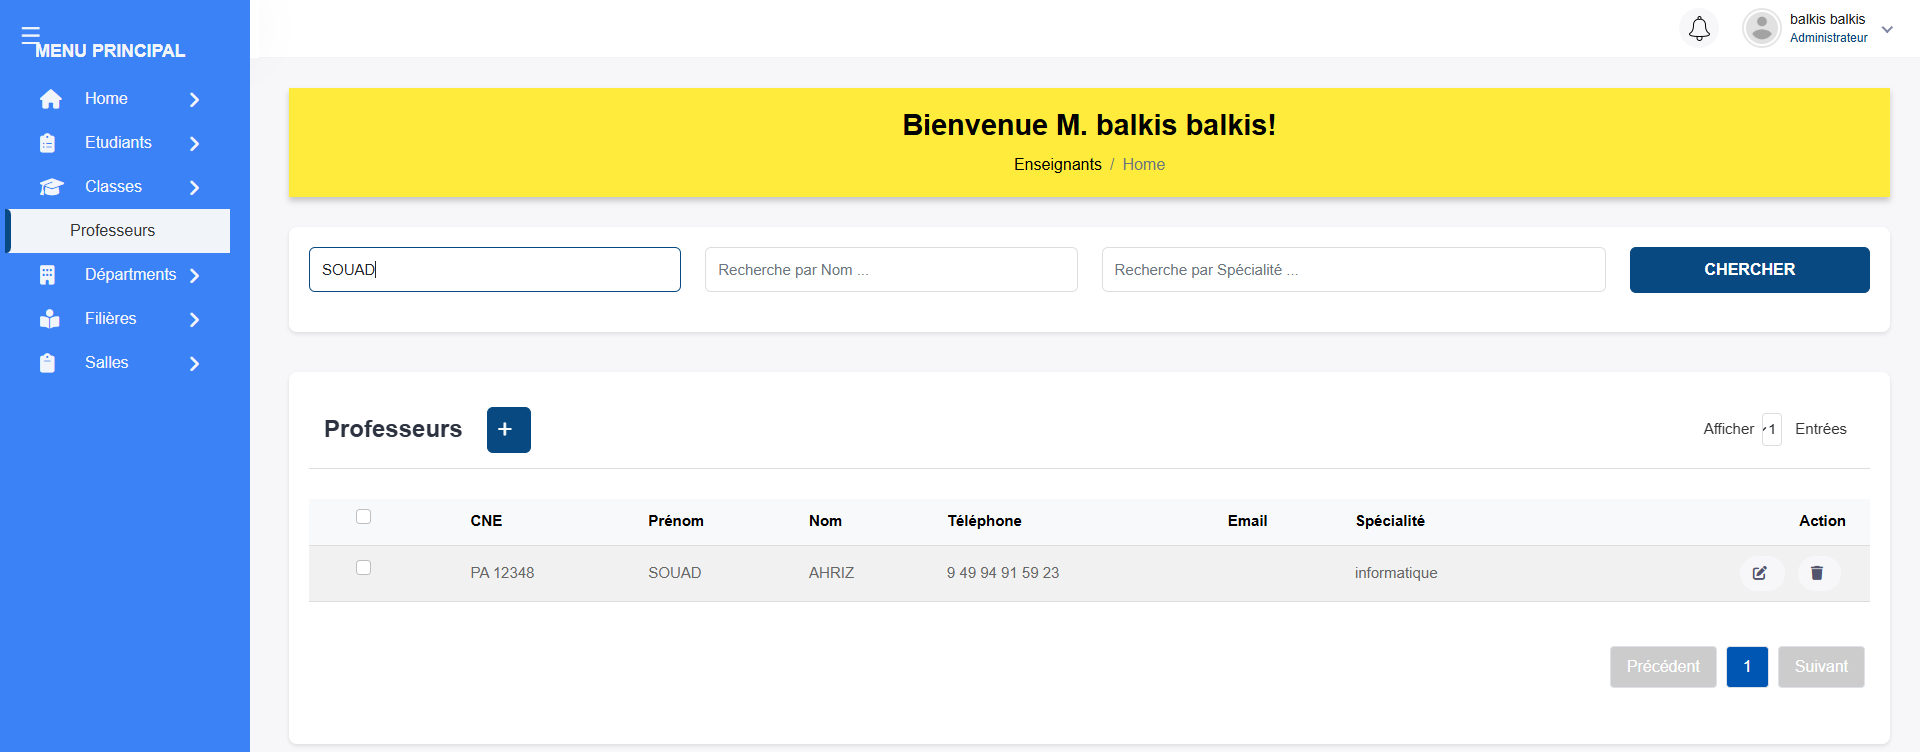 MENU PRINCIPAL
Home
Etudiants
Classes
Professeurs
Départments
Filières
Salles
balkis balkis
Administrateur
Bienvenue M. balkis balkis!
Enseignants / Home
SOUAD
Recherche par Nom ...
Recherche par Spécialité ...
CHERCHER
Professeurs +
Afficher 1 Entrées
CNE Prénom Nom Téléphone Email Spécialité Action
PA 12348 SOUAD AHRIZ 9 49 94 91 59 23 informatique
Précédent 1 Suivant